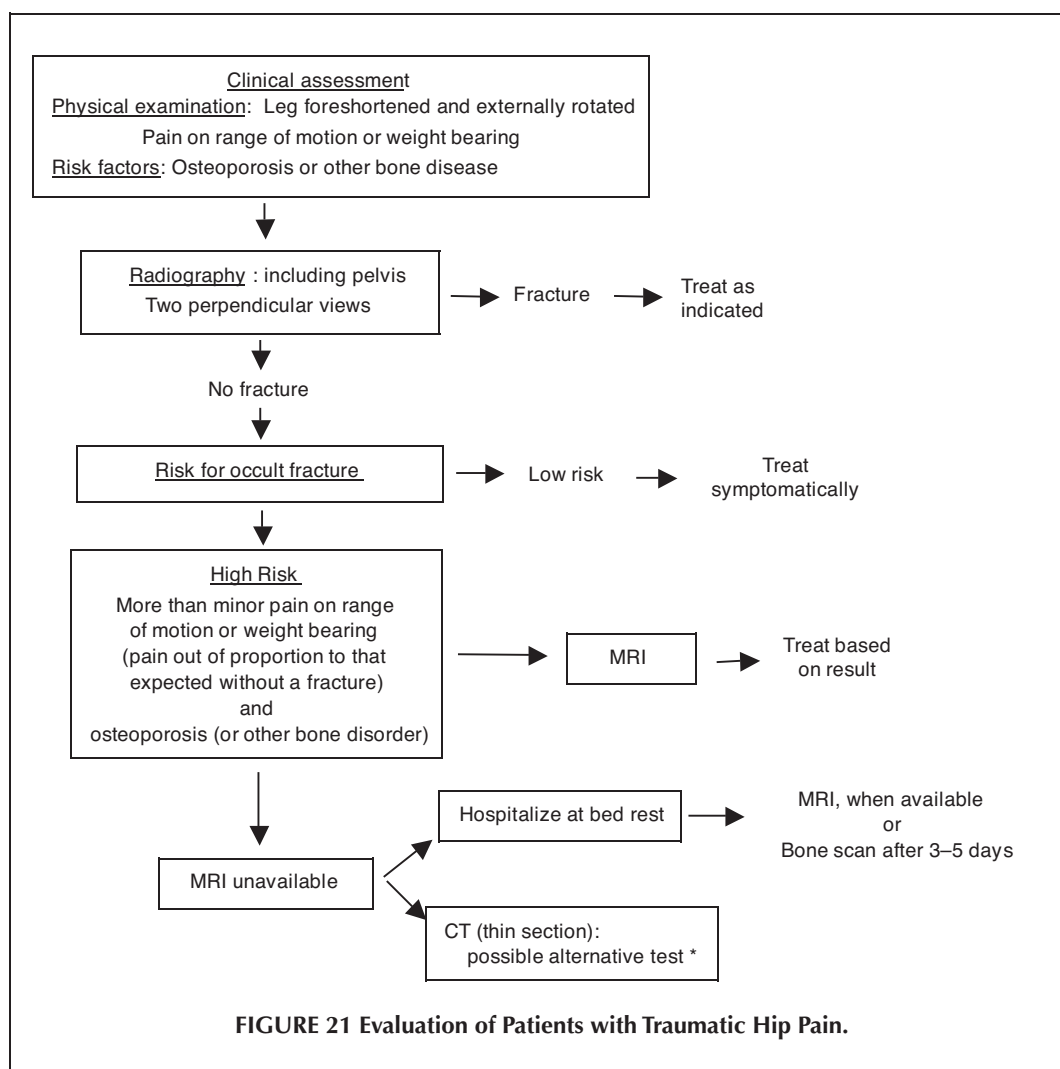 Clinical assessment
Physical examination: Leg foreshortened and externally rotated
Pain on range of motion or weight bearing
Risk factors: Osteoporosis or other bone disease
Radiography : including pelvis
Two perpendicular views
Fracture
Treat as
indicated
No fracture
Risk for occult fracture
Low risk
Treat
symptomatically
High Risk
More than minor pain on range
of motion or weight bearing
(pain out of proportion to that
expected without a fracture)
and
osteoporosis (or other bone disorder)
MRI
Treat based
on result
MRI unavailable
Hospitalize at bed rest
MRI, when available
or
Bone scan after 3–5 days
CT (thin section):
possible alternative test *
FIGURE 21 Evaluation of Patients with Traumatic Hip Pain.